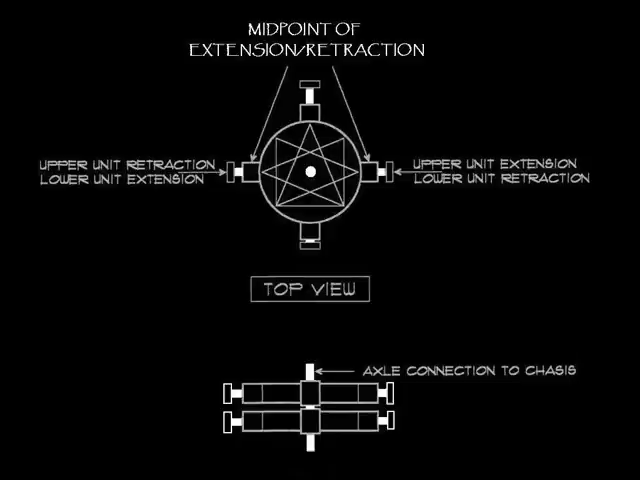 MIDPOINT OF
EXTENSION/RETRACTION
UPPER UNIT RETRACTION
LOWER UNIT EXTENSION
UPPER UNIT EXTENSION
LOWER UNIT RETRACTION
TOP VIEW
AXLE CONNECTION TO CHASIS